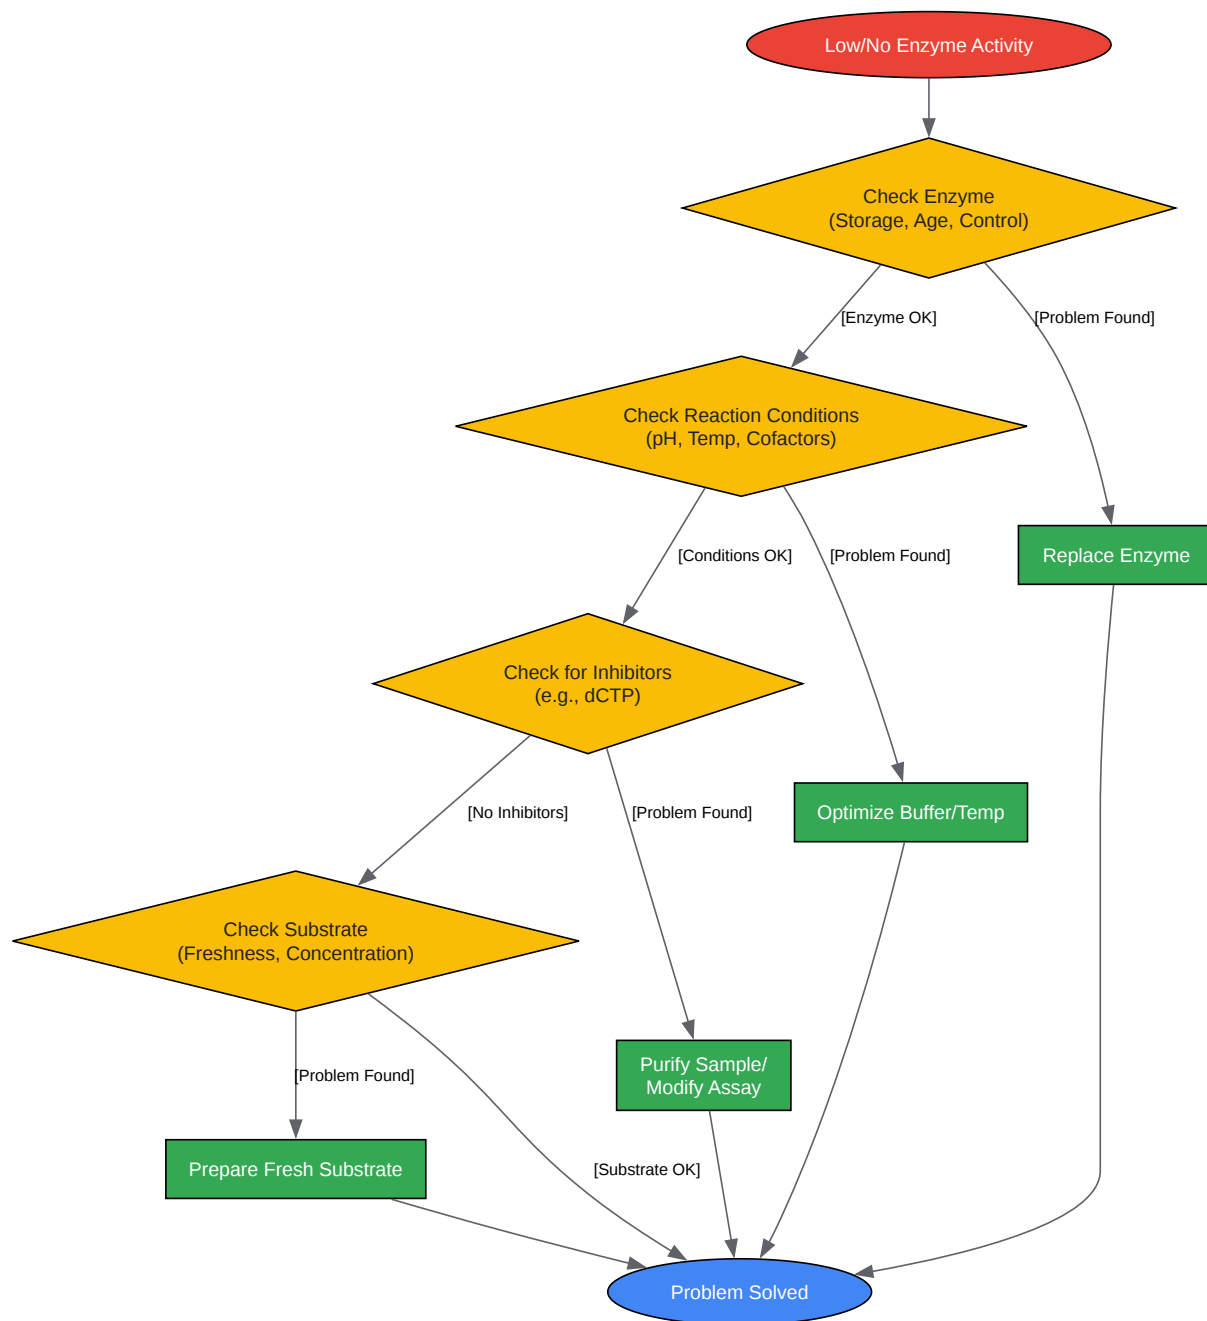 Low/No Enzyme Activity
Check Enzyme
(Storage, Age, Control)
[Enzyme OK]
[Problem Found]
Check Reaction Conditions
(pH, Temp, Cofactors)
[Conditions OK]
[Problem Found]
Replace Enzyme
Check for Inhibitors
(e.g., dCTP)
[No Inhibitors]
[Problem Found]
Optimize Buffer/Temp
Check Substrate
(Freshness, Concentration)
[Problem Found]
Purify Sample/
Modify Assay
Prepare Fresh Substrate
[Substrate OK]
Problem Solved